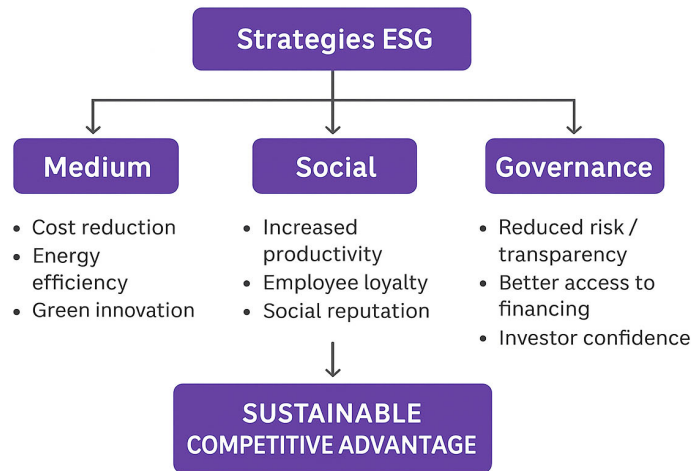 Strategies ESG
Medium
• Cost reduction
• Energy
efficiency
• Green innovation
Social
• Increased
productivity
• Employee loyalty
• Social reputation
Governance
• Reduced risk /
transparency
• Better access to
financing
• Investor confidence
SUSTAINABLE
COMPETITIVE ADVANTAGE